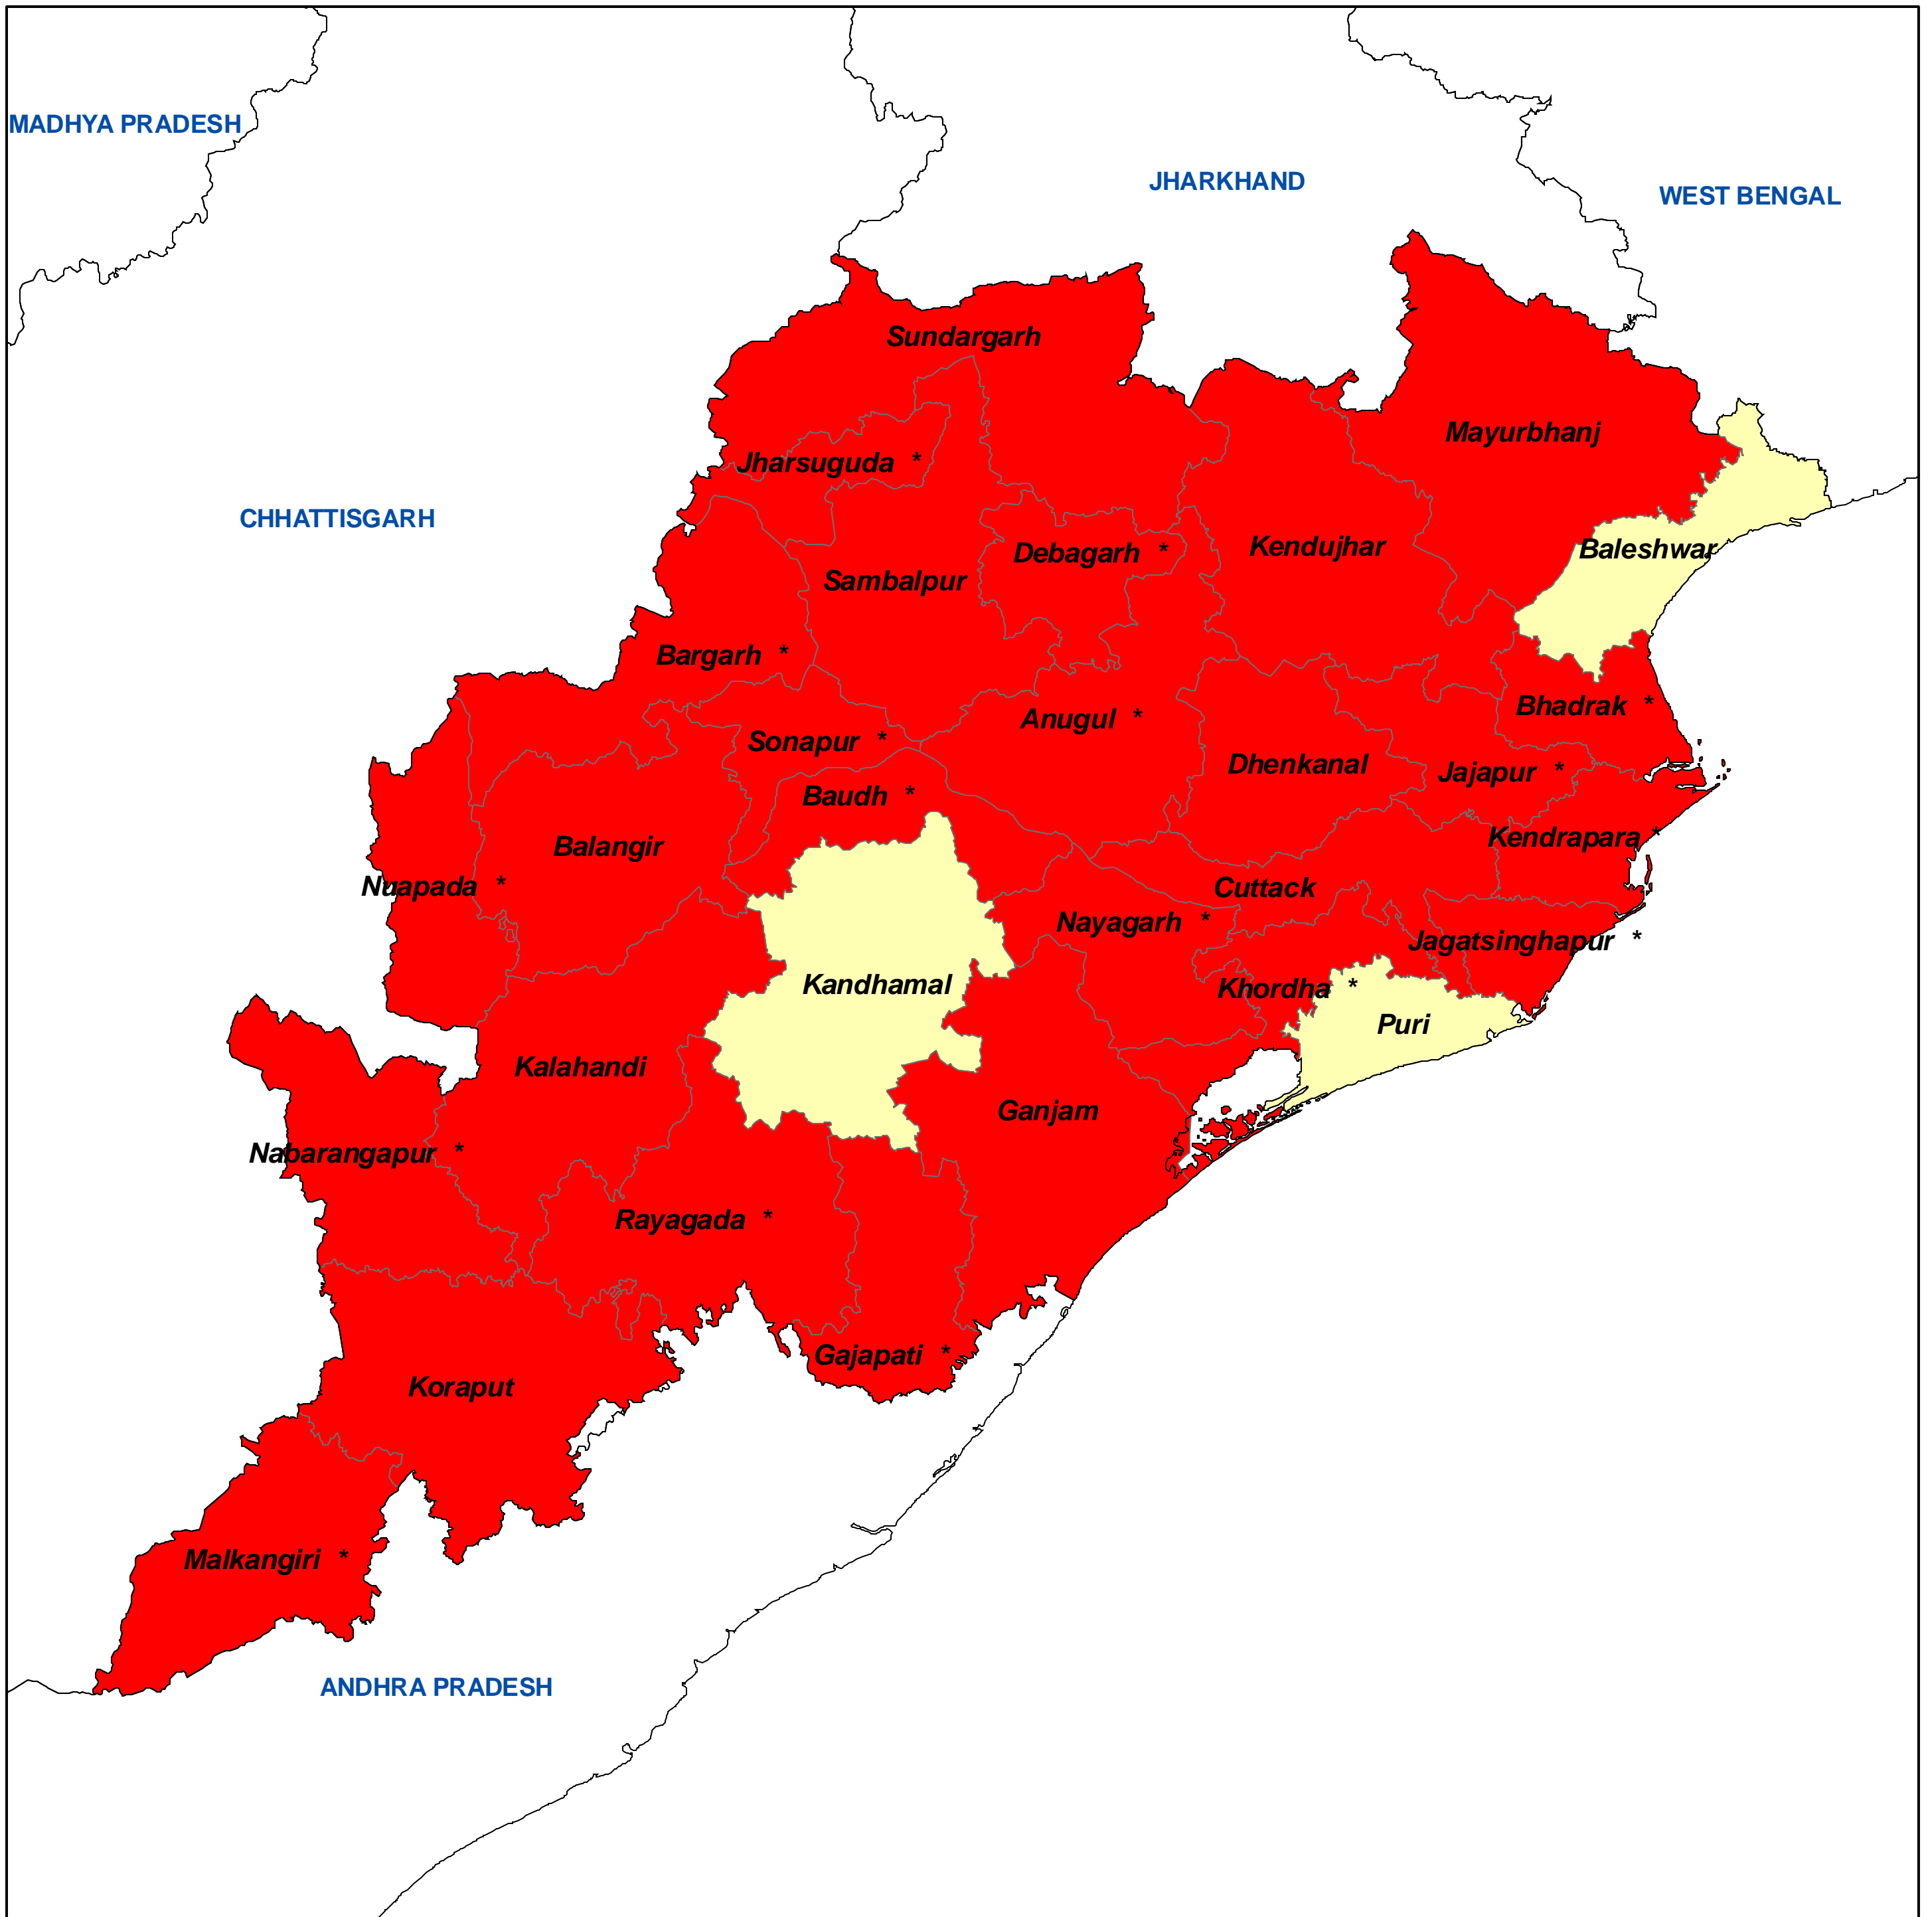 MADHYA PRADESH
JHARKHAND
WEST BENGAL
Sundargarh
Mayurbhanj
Jharsuguda *
CHHATTISGARH
Debagarh *
Kendujhar
Baleshwar
Sambalpur
Bargarh *
Bhadrak *
Anugul *
Sonapur *
Dhenkanal
Jajapur *
Baudh *
Kendrapara *
Balangir
Nuapada *
Cuttack
Nayagarh *
Jagatsinghapur *
Kandhamal
Khordha *
Puri
Kalahandi
Ganjam
Nabarangapur *
Rayagada *
Gajapati *
Koraput
Malkangiri *
ANDHRA PRADESH